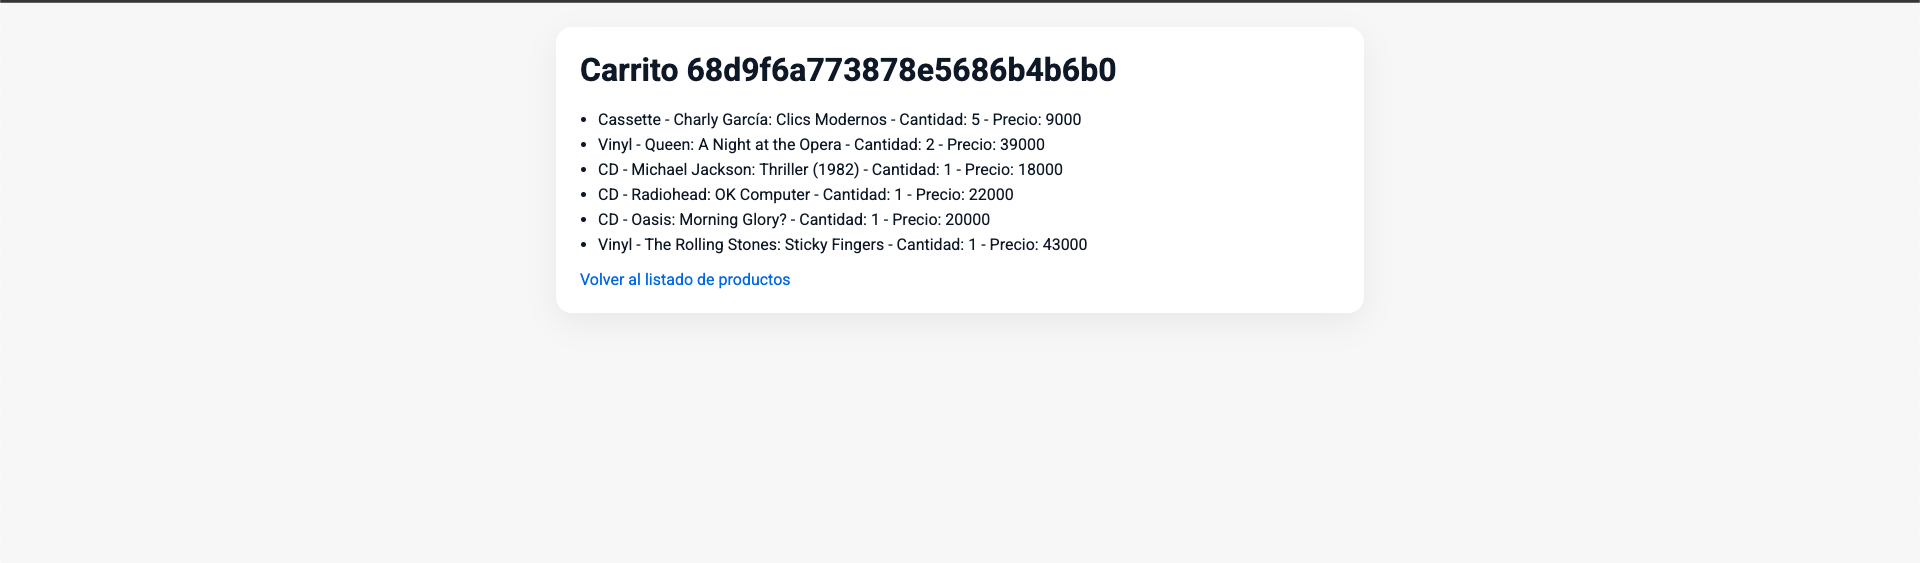 Carrito 68d9f6a773878e5686b4b6b0
• Cassette - Charly García: Clics Modernos - Cantidad: 5 - Precio: 9000
• Vinyl - Queen: A Night at the Opera - Cantidad: 2 - Precio: 39000
• CD - Michael Jackson: Thriller (1982) - Cantidad: 1 - Precio: 18000
• CD - Radiohead: OK Computer - Cantidad: 1 - Precio: 22000
• CD - Oasis: Morning Glory? - Cantidad: 1 - Precio: 20000
• Vinyl - The Rolling Stones: Sticky Fingers - Cantidad: 1 - Precio: 43000
Volver al listado de productos